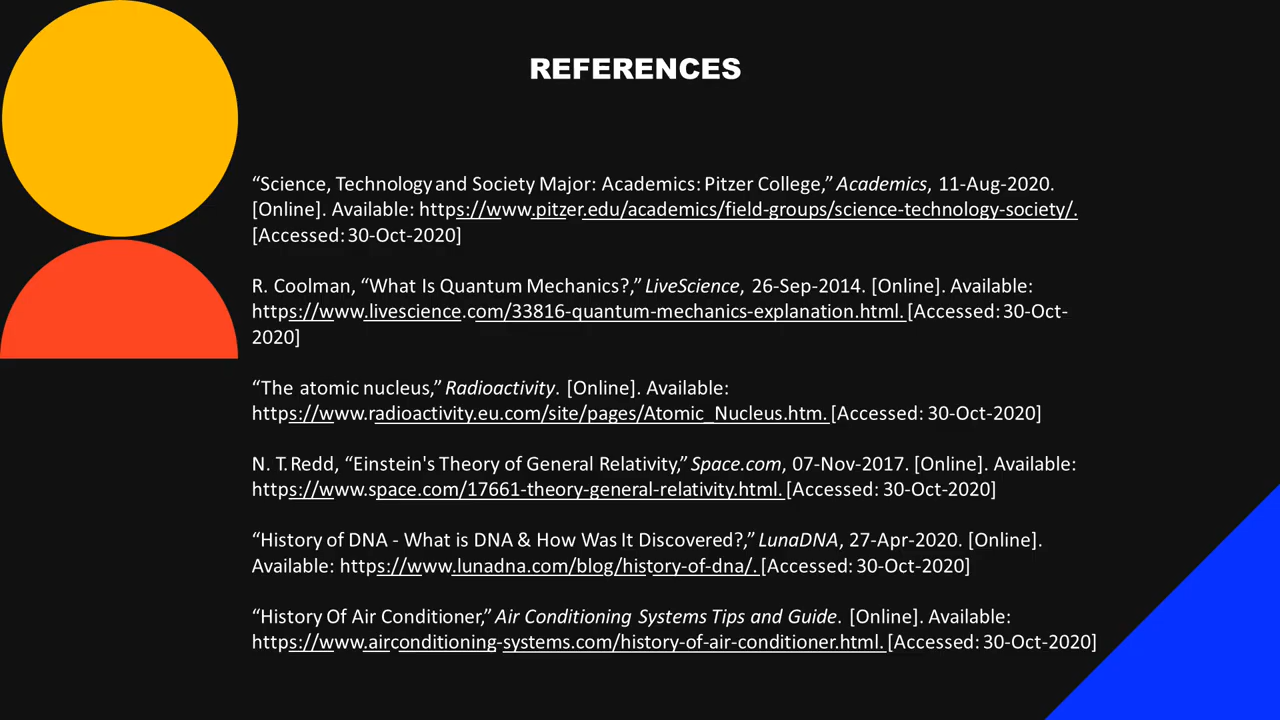 REFERENCES
“Science, Technology and Society Major: Academics: Pitzer College,” Academics, 11-Aug-2020.
[Online]. Available: https://www.pitzer.edu/academics/field-groups/science-technology-society/.
[Accessed: 30-Oct-2020]
R. Coolman, “What Is Quantum Mechanics?,” LiveScience, 26-Sep-2014. [Online]. Available:
https://www.livescience.com/33816-quantum-mechanics-explanation.html. [Accessed: 30-Oct-
2020]
“The atomic nucleus,” Radioactivity. [Online]. Available:
https://www.radioactivity.eu.com/site/pages/Atomic_Nucleus.htm. [Accessed: 30-Oct-2020]
N. T. Redd, “Einstein's Theory of General Relativity,” Space.com, 07-Nov-2017. [Online]. Available:
https://www.space.com/17661-theory-general-relativity.html. [Accessed: 30-Oct-2020]
“History of DNA - What is DNA & How Was It Discovered?,” LunaDNA, 27-Apr-2020. [Online].
Available: https://www.lunadna.com/blog/history-of-dna/. [Accessed: 30-Oct-2020]
“History Of Air Conditioner,” Air Conditioning Systems Tips and Guide. [Online]. Available:
https://www.airconditioning-systems.com/history-of-air-conditioner.html. [Accessed: 30-Oct-2020]